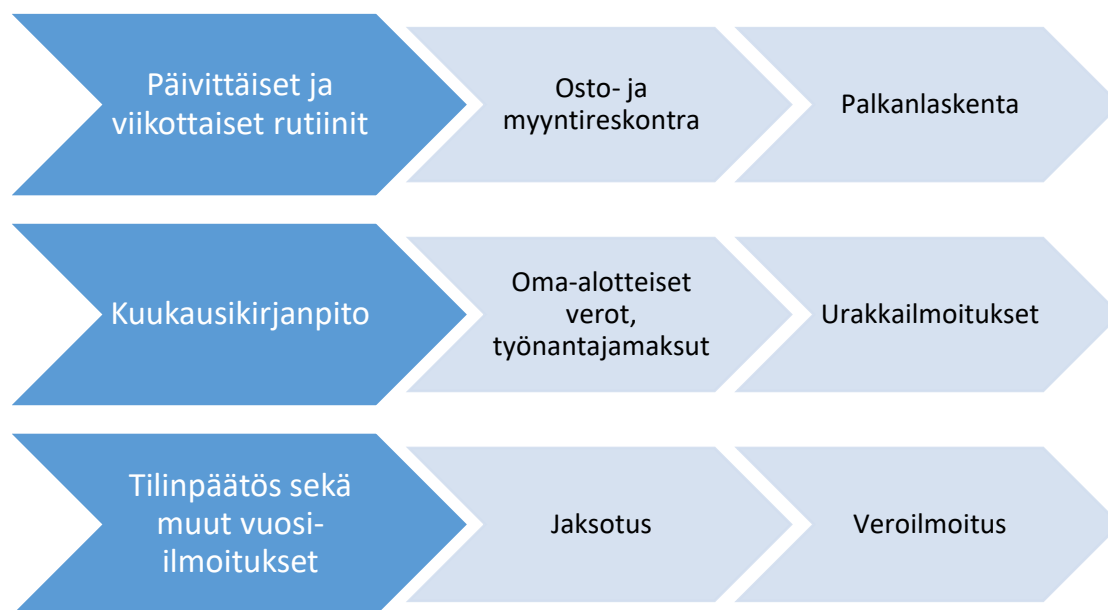 Päivittäiset ja
viikottaiset rutiinit
Osto- ja
myyntireskontra
Palkanlaskenta
Kuukausikirjanpito
Oma-alotteiset
verot,
työnantajamaksut
Urakkailmoitukset
Tilinpäätös sekä
muut vuosi-
ilmoitukset
Jaksotus
Veroilmoitus